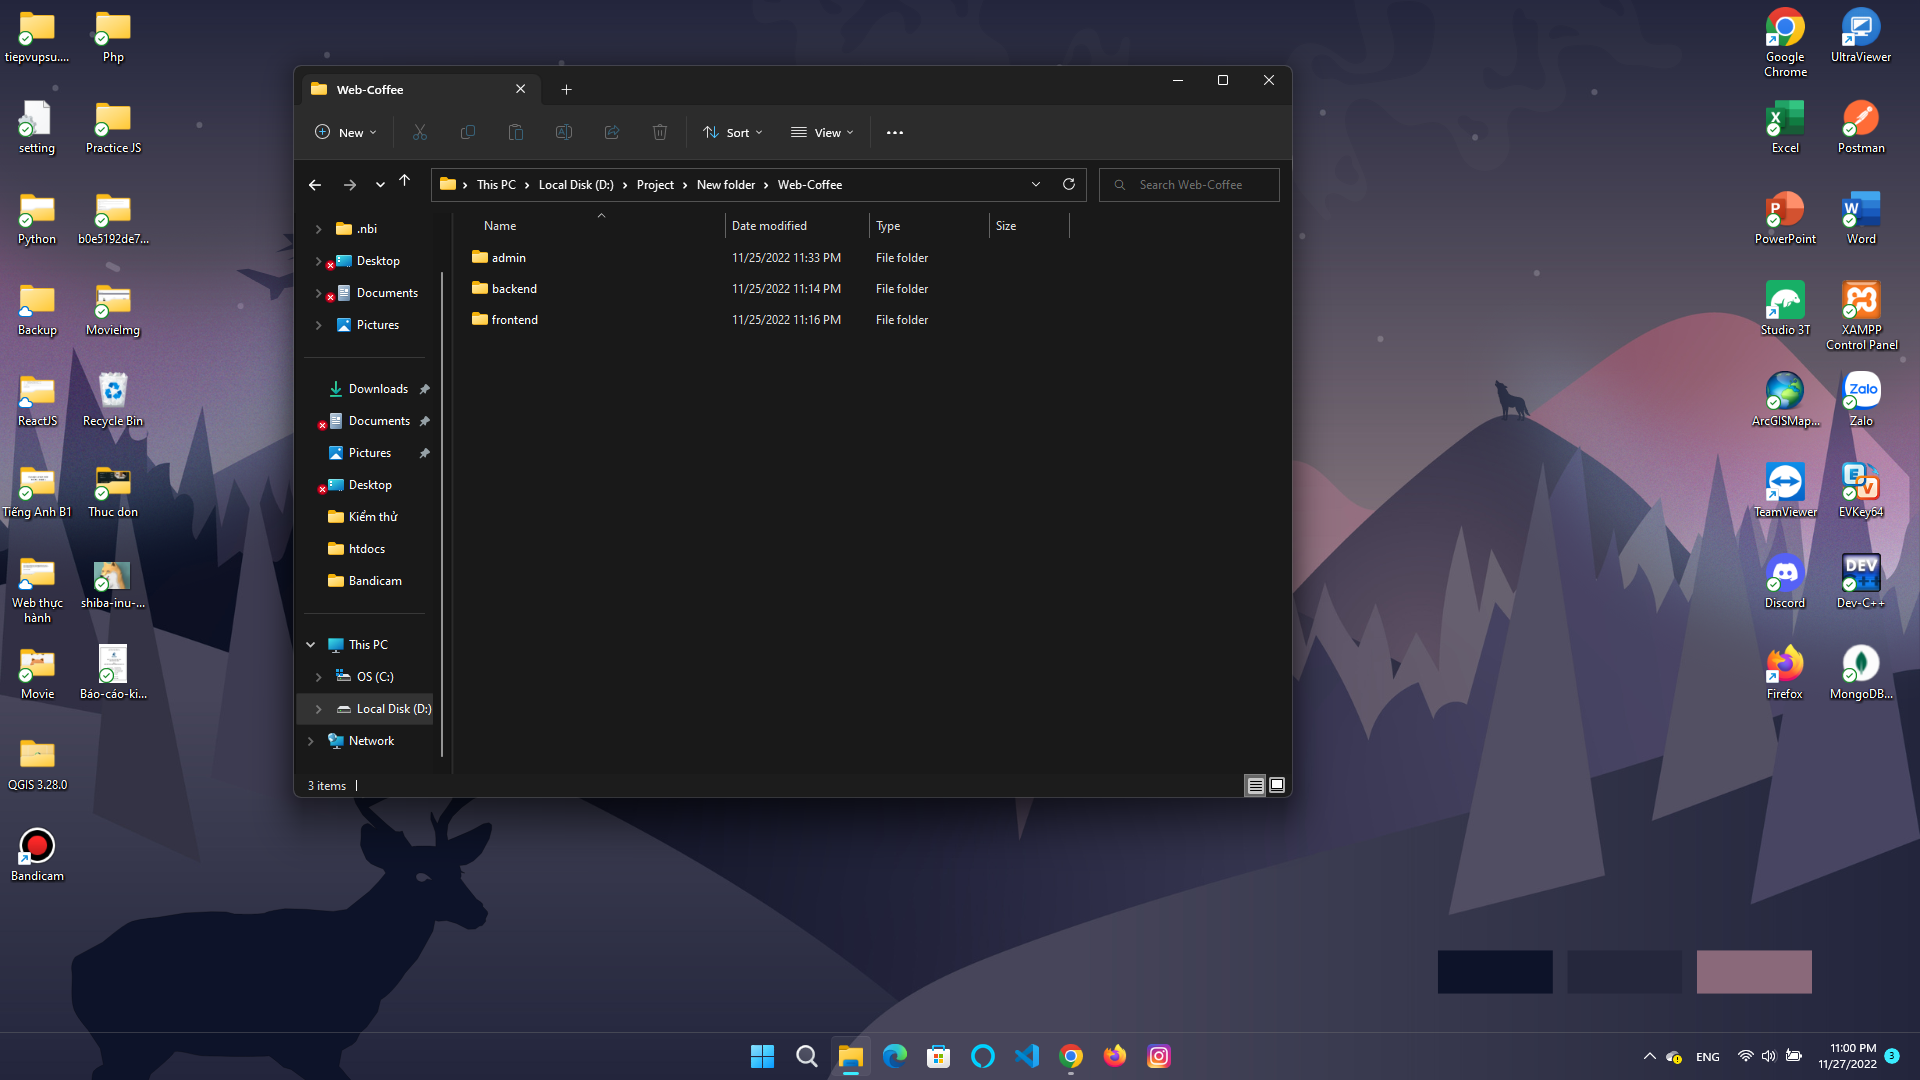 tiepvupsu....
Php
setting
Practice JS
Python
b0e5192de7...
Backup
MovieImg
ReactJS
Recycle Bin
Tiếng Anh B1
Thuc don
Web thực
hành
shiba-inu-...
Movie
Báo-cáo-ki...
QGIS 3.28.0
Bandicam
Web-Coffee
New
Sort
View
This PC
Local Disk (D:)
Project
New folder
Web-Coffee
Search Web-Coffee
.nbi
Desktop
Documents
Pictures
Downloads
Documents
Pictures
Desktop
Kiểm thử
htdocs
Bandicam
This PC
OS (C:)
Local Disk (D:)
Network
Name
Date modified
Type
Size
admin
11/25/2022 11:33 PM
File folder
backend
11/25/2022 11:14 PM
File folder
frontend
11/25/2022 11:16 PM
File folder
3 items
Google
Chrome
UltraViewer
Excel
Postman
PowerPoint
Word
Studio 3T
XAMPP
Control Panel
ArcGISMap...
Zalo
Zalo
TeamViewer
EVKey64
Discord
DEV
Dev-C++
Firefox
MongoDB...
ENG
11:00 PM
11/27/2022
3